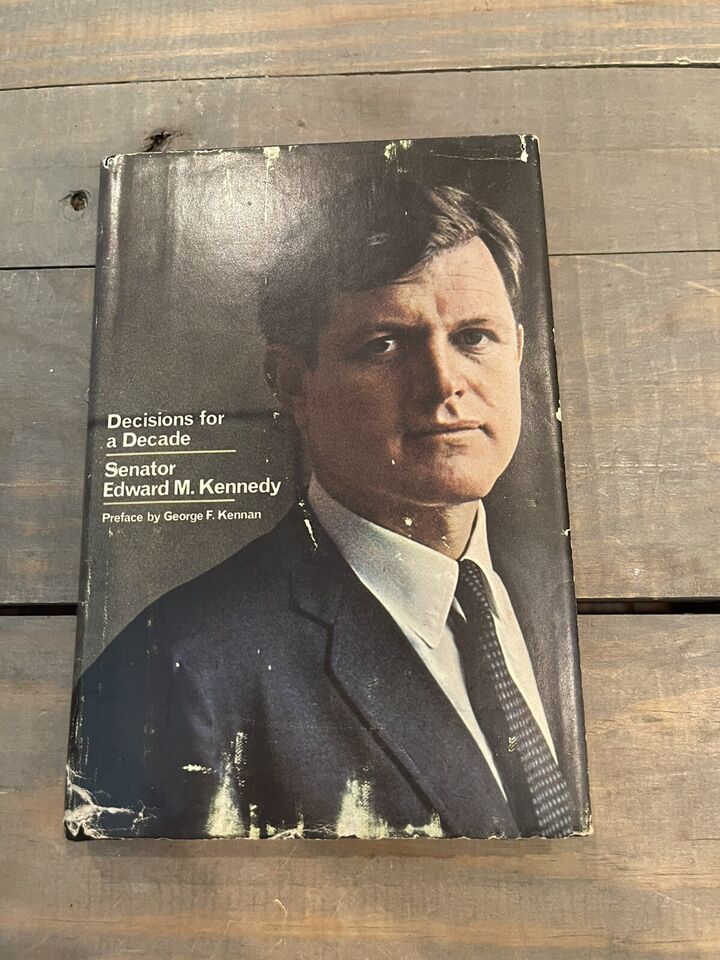 Decisions for
a Decade
Senator
Edward M. Kennedy
Preface by George F. Kennan